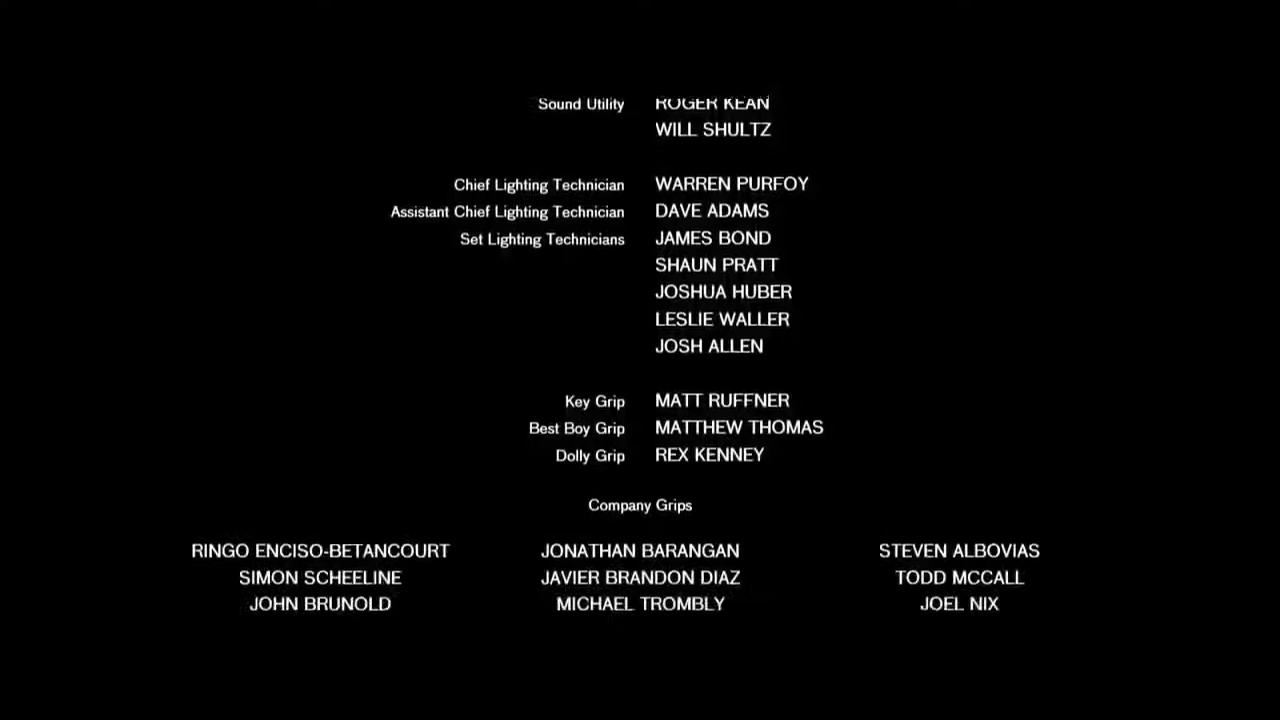 Sound Utility ROGER KEAN
WILL SHULTZ
Chief Lighting Technician WARREN PURFOY
Assistant Chief Lighting Technician DAVE ADAMS
Set Lighting Technicians JAMES BOND
SHAUN PRATT
JOSHUA HUBER
LESLIE WALLER
JOSH ALLEN
Key Grip MATT RUFFNER
Best Boy Grip MATTHEW THOMAS
Dolly Grip REX KENNEY
Company Grips
RINGO ENCISO-BETANCOURT JONATHAN BARANGAN STEVEN ALBOVIAS
SIMON SCHEELINE JAVIER BRANDON DIAZ TODD MCCALL
JOHN BRUNOLD MICHAEL TROMBLY JOEL NIX